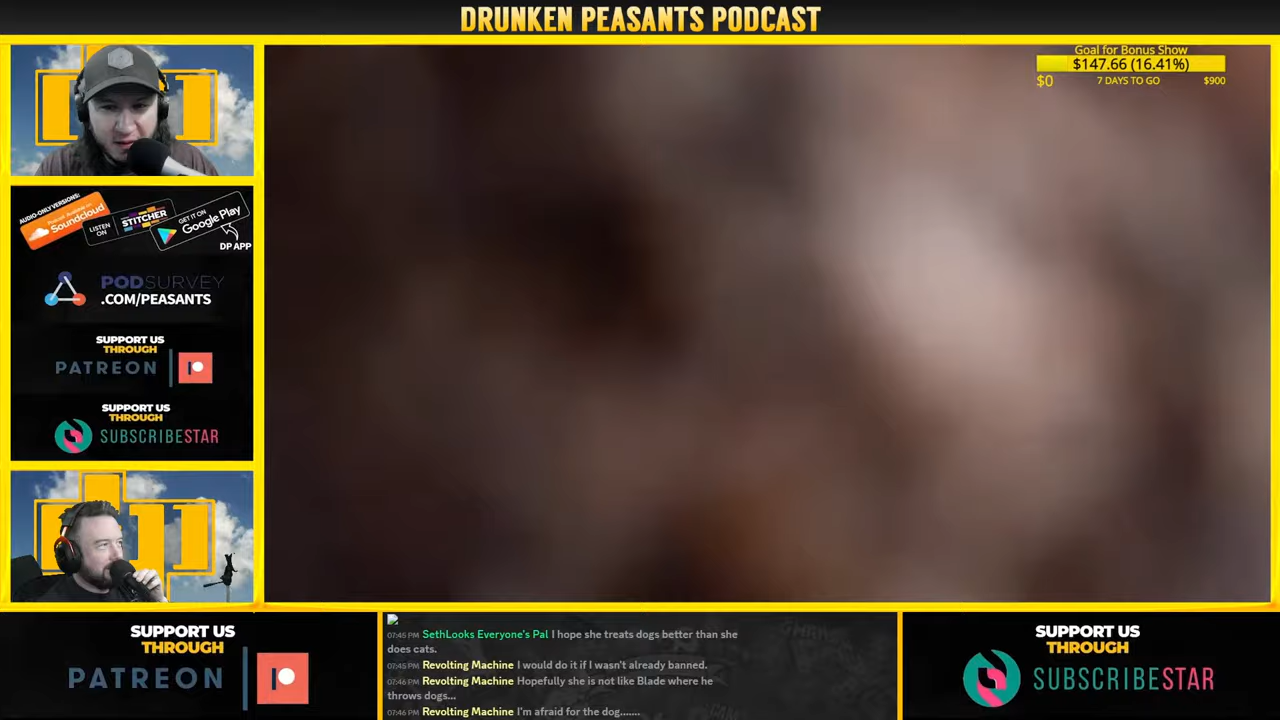 DRUNKEN PEASANTS PODCAST
Goal for Bonus Show
$147.66 (16.41%)
$0
7 DAYS TO GO
$900
AUDIO-ONLY VERSIONS:
Soundcloud
LISTEN ON
STITCHER
GET IT ON
Google Play
DP APP
PODSURVEY
.COM/PEASANTS
SUPPORT US
THROUGH
PATREON
SUPPORT US
THROUGH
SUBSCRIBESTAR
SUPPORT US
THROUGH
PATREON
07:45 PM SethLooks Everyone's Pal I hope she treats dogs better than she
does cats.
07:45 PM Revolting Machine I would do it if I wasn't already banned.
07:46 PM Revolting Machine Hopefully she is not like Blade where he
throws dogs...
07:46 PM Revolting Machine I'm afraid for the dog.......
SUPPORT US
THROUGH
SUBSCRIBESTAR